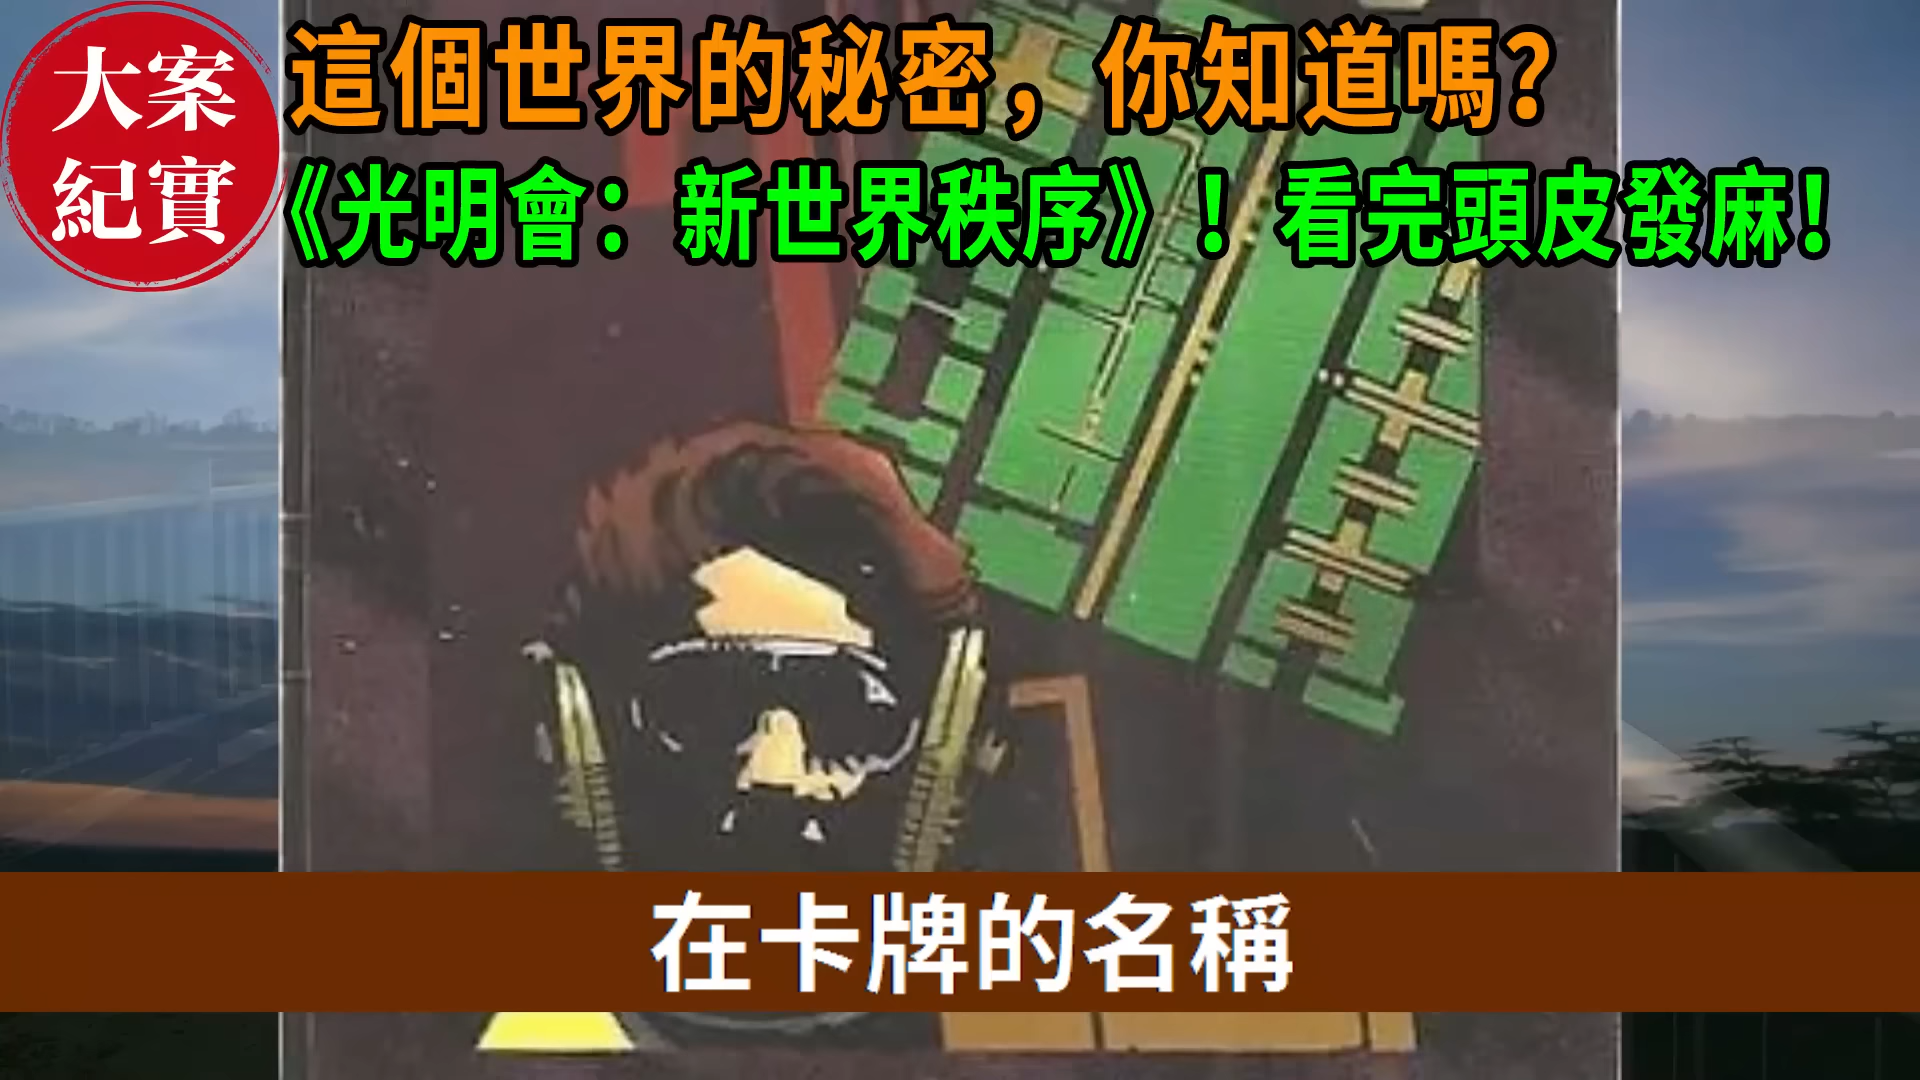 大案
紀實
這個世界的秘密，你知道嗎？
《光明會：新世界秩序》！看完頭皮發麻！
在卡牌的名稱